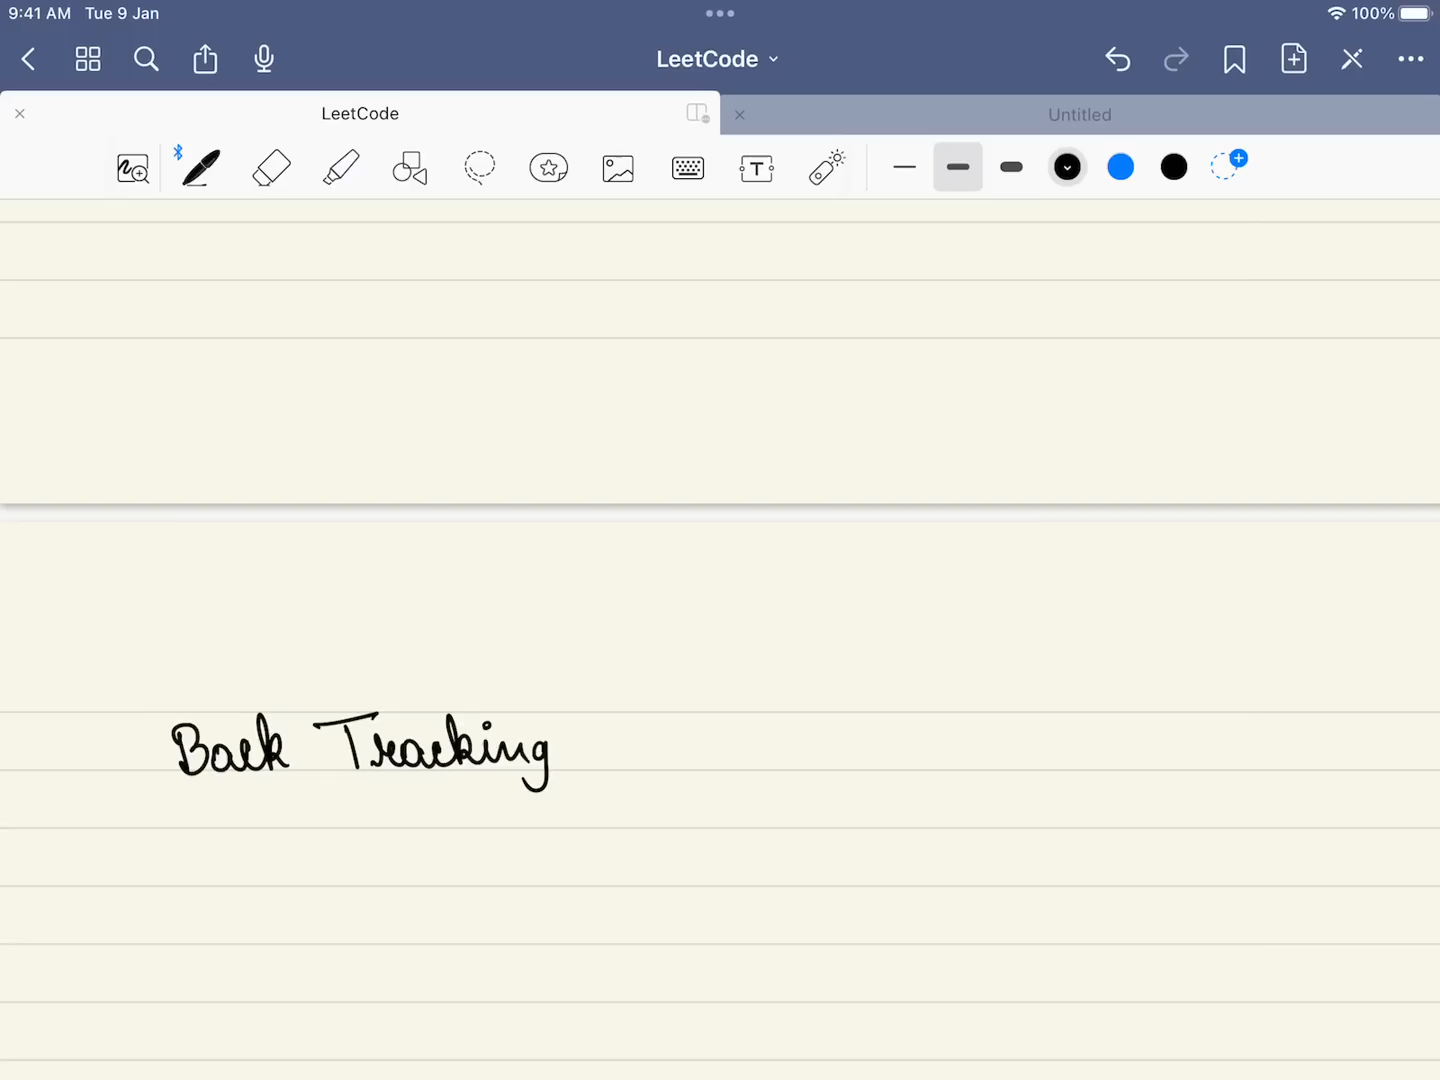 9:41 AM Tue 9 Jan
100%
LeetCode
LeetCode
Untitled
T
Back Tracking